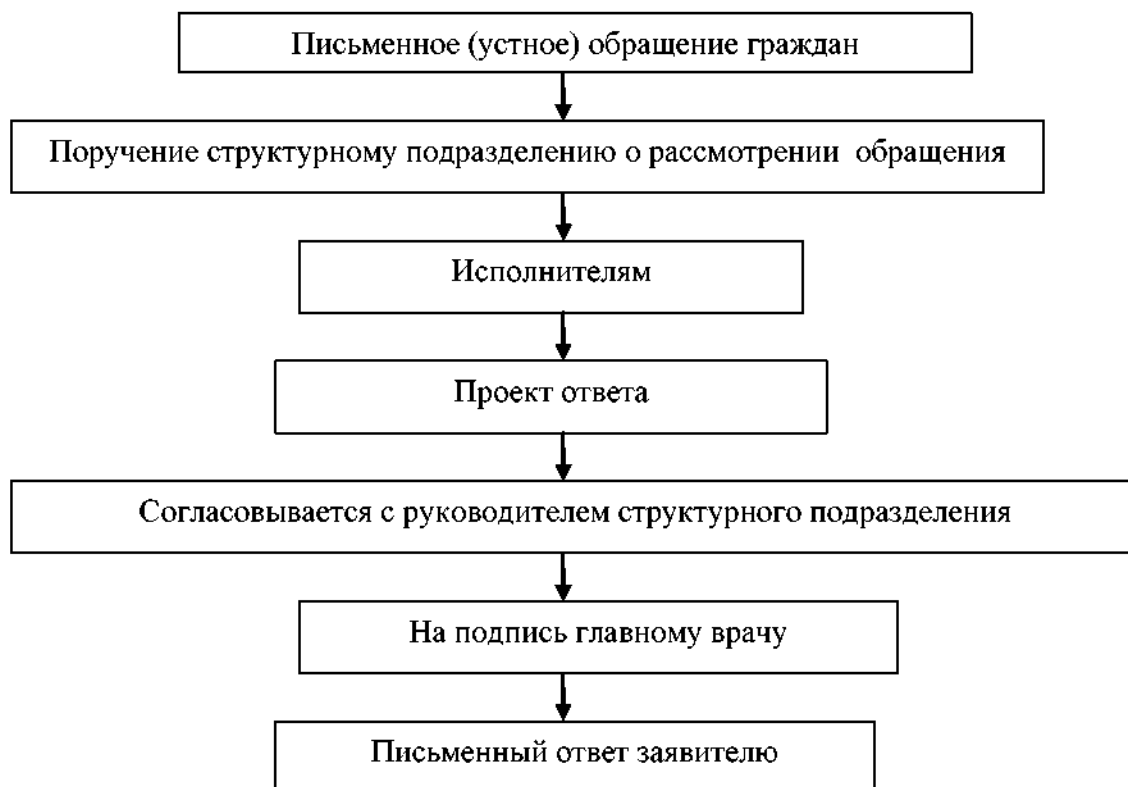 Письменное (устное) обращение граждан
Поручение структурному подразделению о рассмотрении обращения
Исполнителям
Проект ответа
Согласовывается с руководителем структурного подразделения
На подпись главному врачу
Письменный ответ заявителю